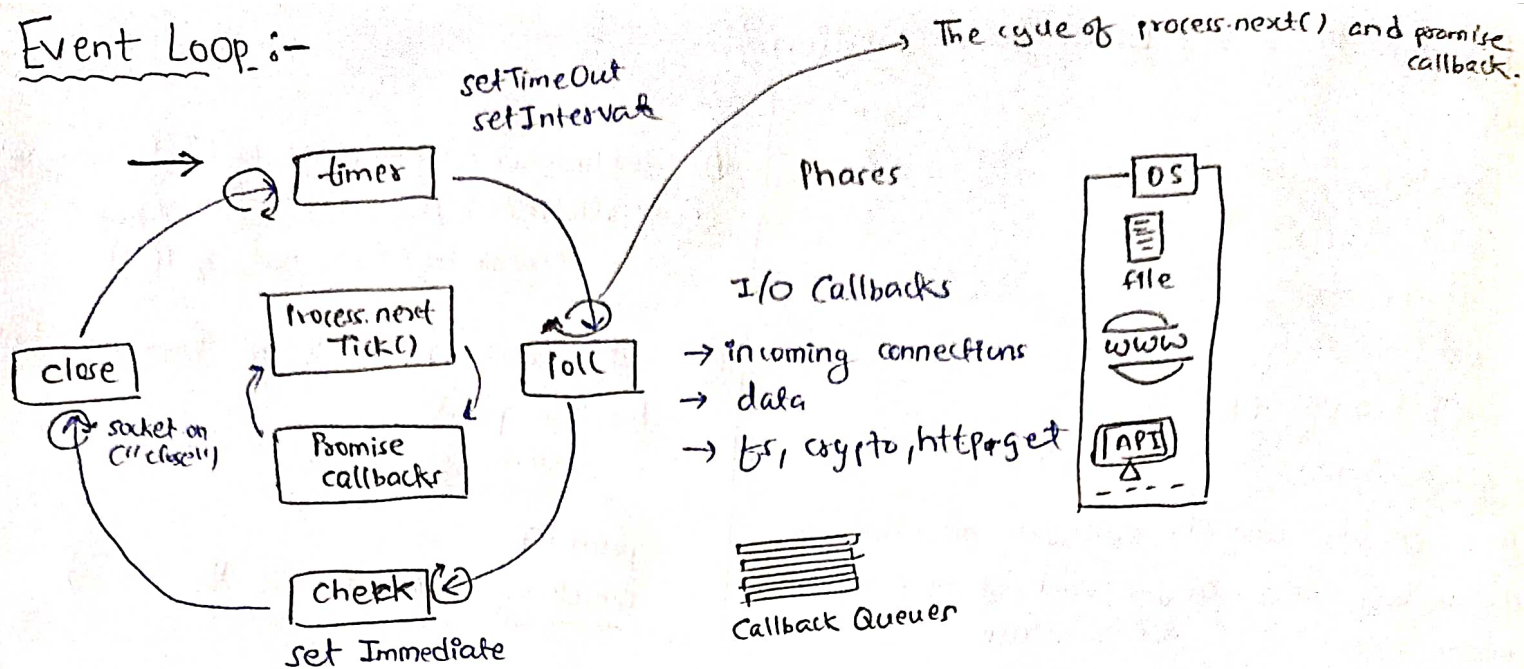 Event Loop :-
→ The cycle of process.next() and promise
callback.
setTimeOut
setInterval
timer
Phases
OS
file
I/O Callbacks
Process.next
Tick()
www
close
Poll
→ incoming connections
→ data
→ fs, crypto, http.get
API
socket on
("close")
Promise
callbacks
check
Callback Queues
set Immediate